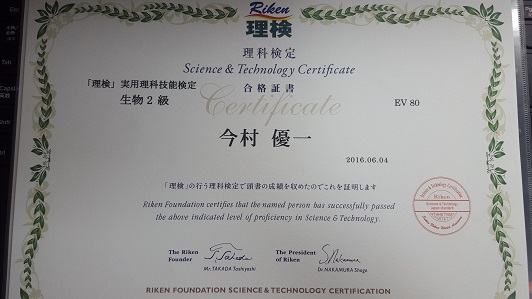 Riken
理検
理科検定
Science & Technology Certificate
「理検」実用理科技能検定
合格証書
生物2級
Certificate
EV 80
今村 優一
2016.06.04
「理検」の行う理科検定で頭書の成績を収めたのでこれを証明します
Riken Foundation certifies that the named person has successfully passed
the above indicated level of proficiency in Science & Technology.
Riken
The Riken
Founder
Mr. TAKADA Toshiyoshi
The President
of Riken
S. Nakamura
Dr. NAKAMURA Shogo
RIKEN FOUNDATION SCIENCE & TECHNOLOGY CERTIFICATION